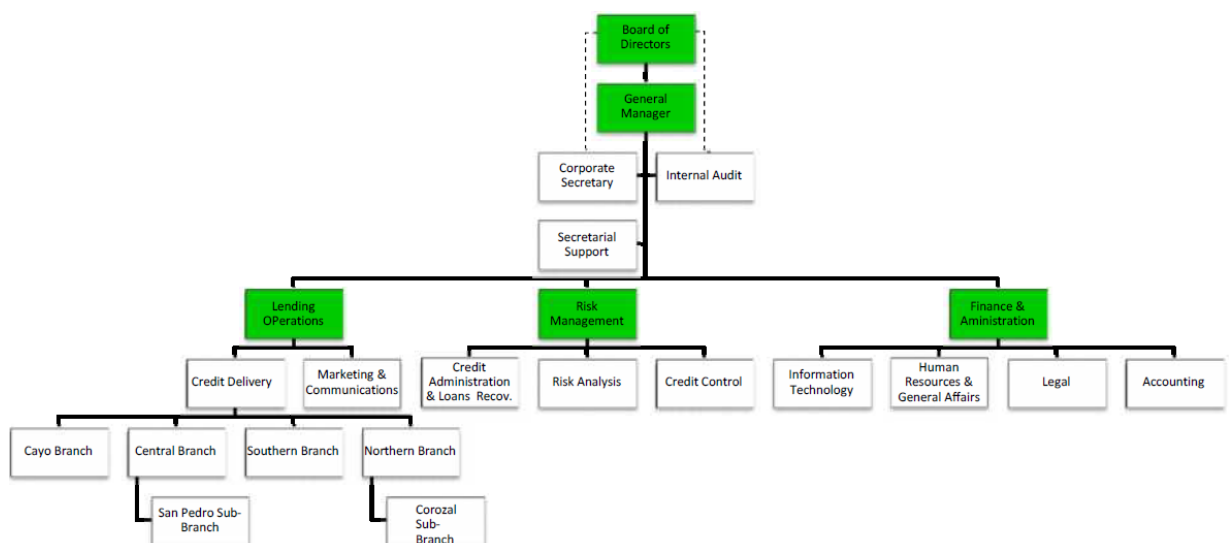 Board of
Directors
General
Manager
Corporate
Secretary
Internal Audit
Secretarial
Support
Lending
OPerations
Risk
Management
Finance &
Aministration
Credit Delivery
Marketing &
Communications
Credit
Administration
& Loans Recov.
Risk Analysis
Credit Control
Information
Technology
Human
Resources &
General Affairs
Legal
Accounting
Cayo Branch
Central Branch
Southern Branch
Northern Branch
San Pedro Sub-
Branch
Corozal
Sub-
Branch